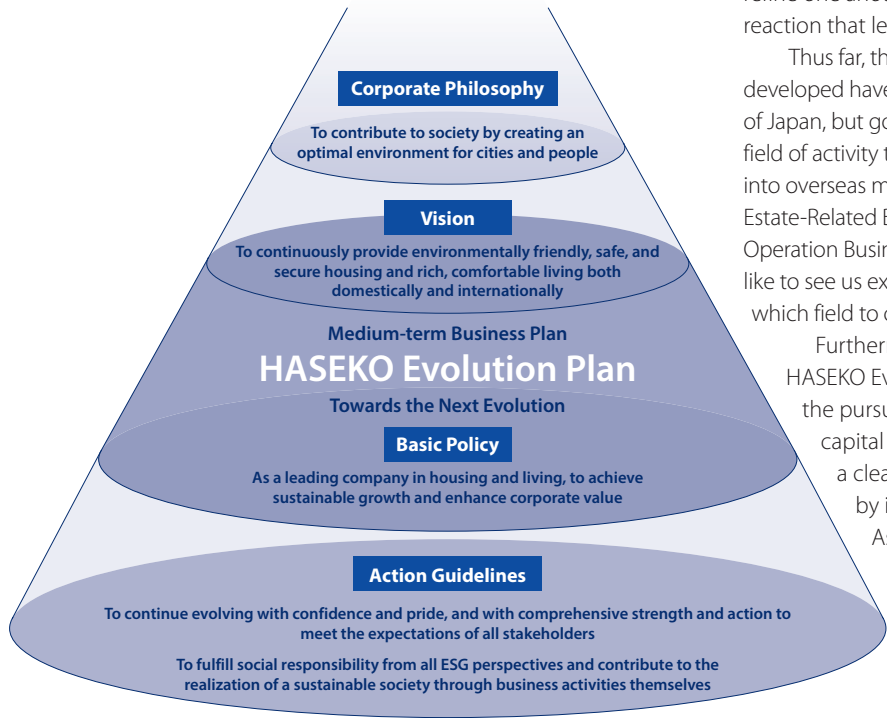 Corporate Philosophy
To contribute to society by creating an
optimal environment for cities and people
Vision
To continuously provide environmentally friendly, safe, and
secure housing and rich, comfortable living both
domestically and internationally
Medium-term Business Plan
HASEKO Evolution Plan
Towards the Next Evolution
Basic Policy
As a leading company in housing and living, to achieve
sustainable growth and enhance corporate value
Action Guidelines
To continue evolving with confidence and pride, and with comprehensive strength and action to
meet the expectations of all stakeholders
To fulfill social responsibility from all ESG perspectives and contribute to the
realization of a sustainable society through business activities themselves
reaction that le
Thus far, th
developed have
of Japan, but go
field of activity t
into overseas m
Estate-Related E
Operation Busin
like to see us ex
which field to c
Further
HASEKO Ev
the pursu
capital
a clea
by i
As